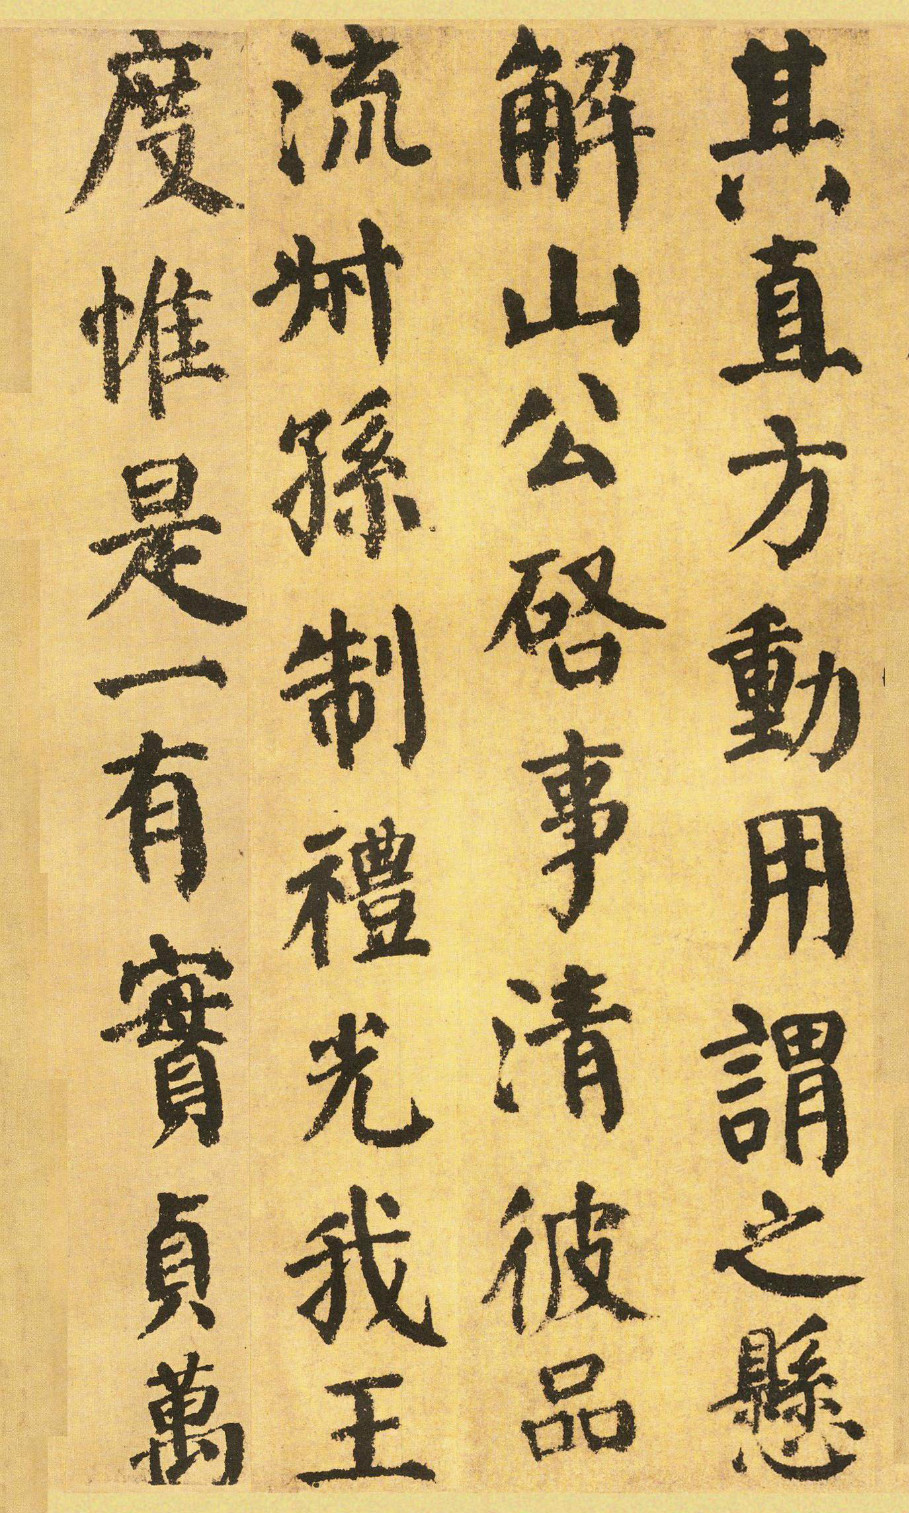 其直方動用謂之懸
解山公啓事清彼品
流叔孫制禮光我王
度惟是一有實貞萬